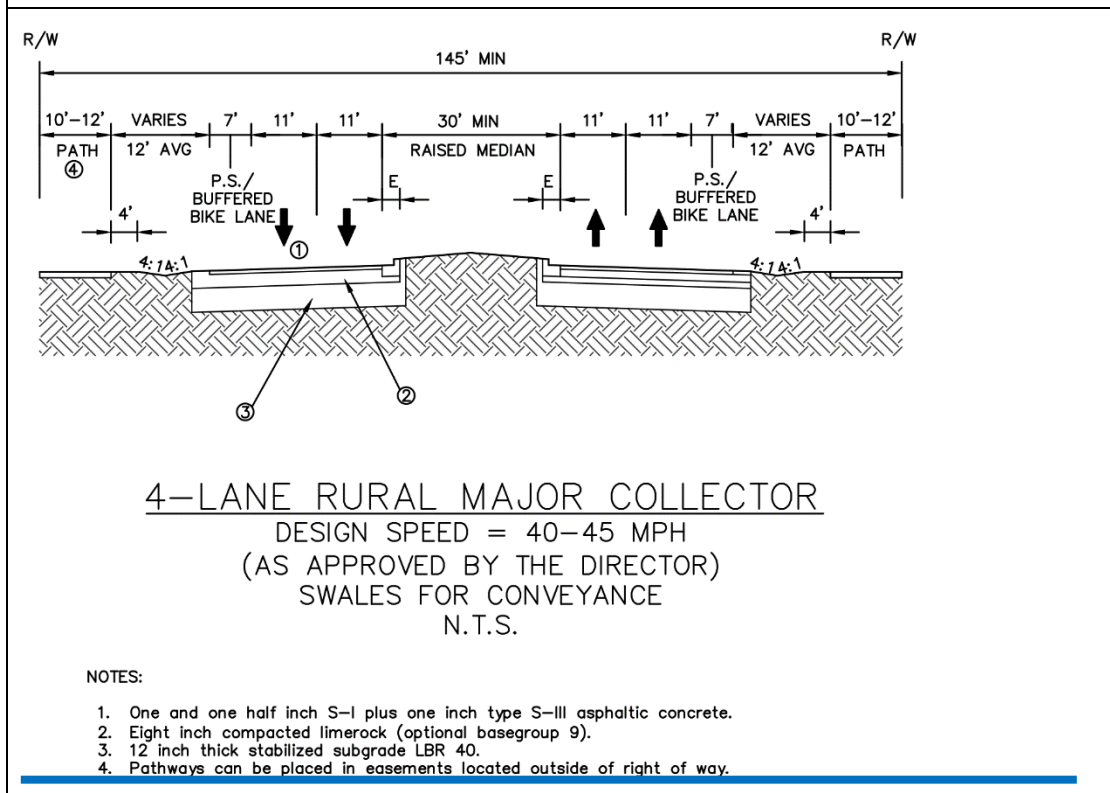 R/W R/W
145' MIN
10'-12' VARIES 7' 11' 11' 30' MIN 11' 11' 7' VARIES 10'-12'
PATH 12' AVG RAISED MEDIAN 12' AVG PATH
④
P.S./ E E P.S./
BUFFERED BUFFERED
BIKE LANE BIKE LANE
4' 4'
①
4:1 4:1 4:1 4:1
②
③
4-LANE RURAL MAJOR COLLECTOR
DESIGN SPEED = 40-45 MPH
(AS APPROVED BY THE DIRECTOR)
SWALES FOR CONVEYANCE
N.T.S.
NOTES:
1. One and one half inch S-I plus one inch type S-III asphaltic concrete.
2. Eight inch compacted limerock (optional basegroup 9).
3. 12 inch thick stabilized subgrade LBR 40.
4. Pathways can be placed in easements located outside of right of way.